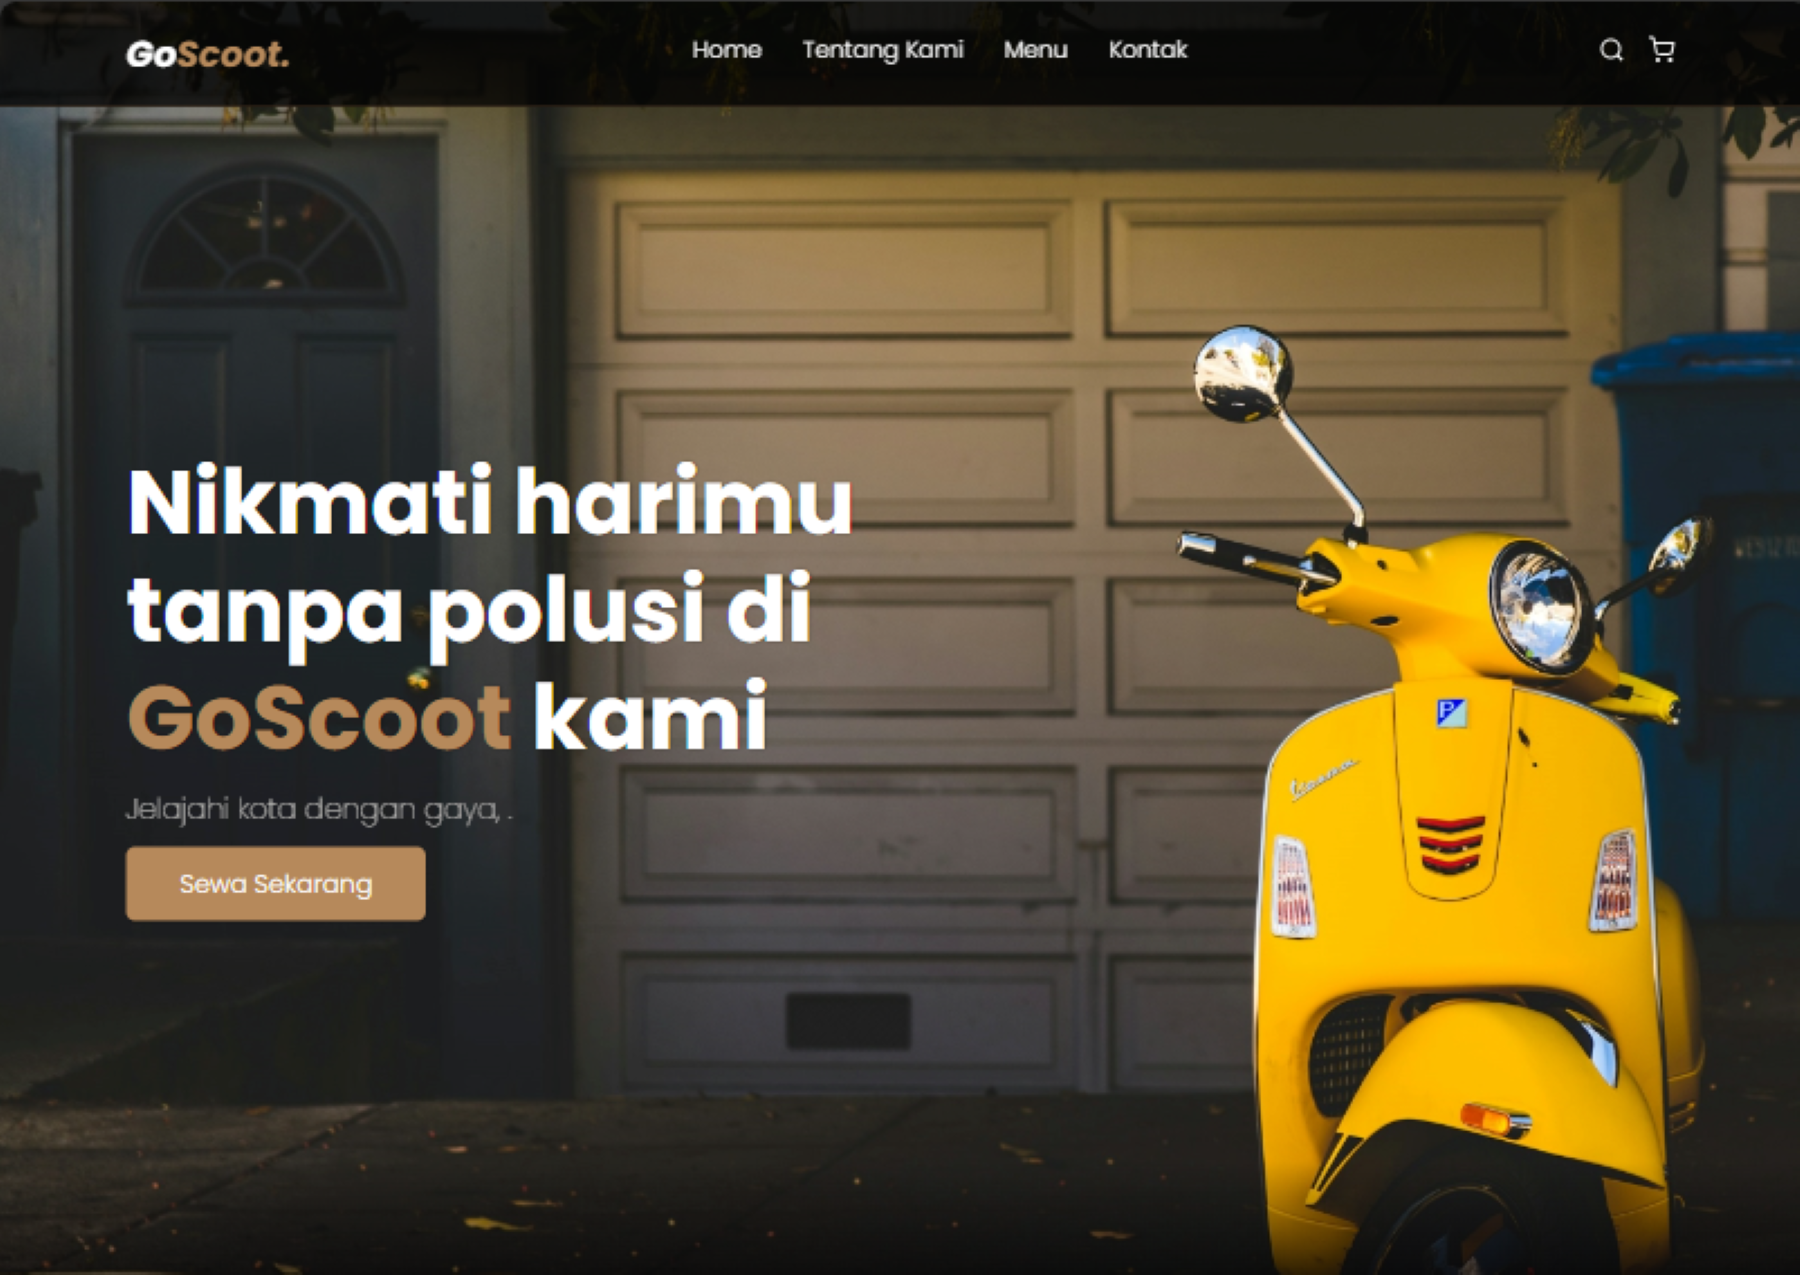 GoScoot.
Home Tentang Kami Menu Kontak
Nikmati harimu
tanpa polusi di
GoScoot kami
Jelajahi kota dengan gaya, .
Sewa Sekarang
Vespa
P